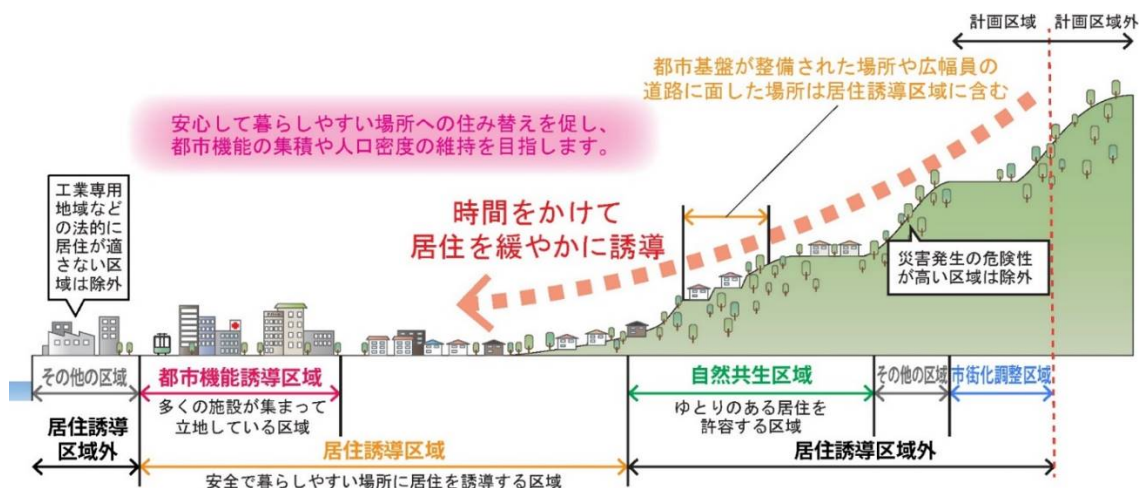 計画区域
計画区域外
都市基盤が整備された場所や広幅員の
道路に面した場所は居住誘導区域に含む
安心して暮らしやすい場所への住み替えを促し、
都市機能の集積や人口密度の維持を目指します。
工業専用
地域など
の法的に
居住が適
さない区
域は除外
時間をかけて
居住を緩やかに誘導
災害発生の危険性
が高い区域は除外
その他の区域
都市機能誘導区域
自然共生区域
その他の区域
市街化調整区域
多くの施設が集まって
立地している区域
ゆとりのある居住を
許容する区域
居住誘導
区域外
居住誘導区域
居住誘導区域外
安全で暮らしやすい場所に居住を誘導する区域